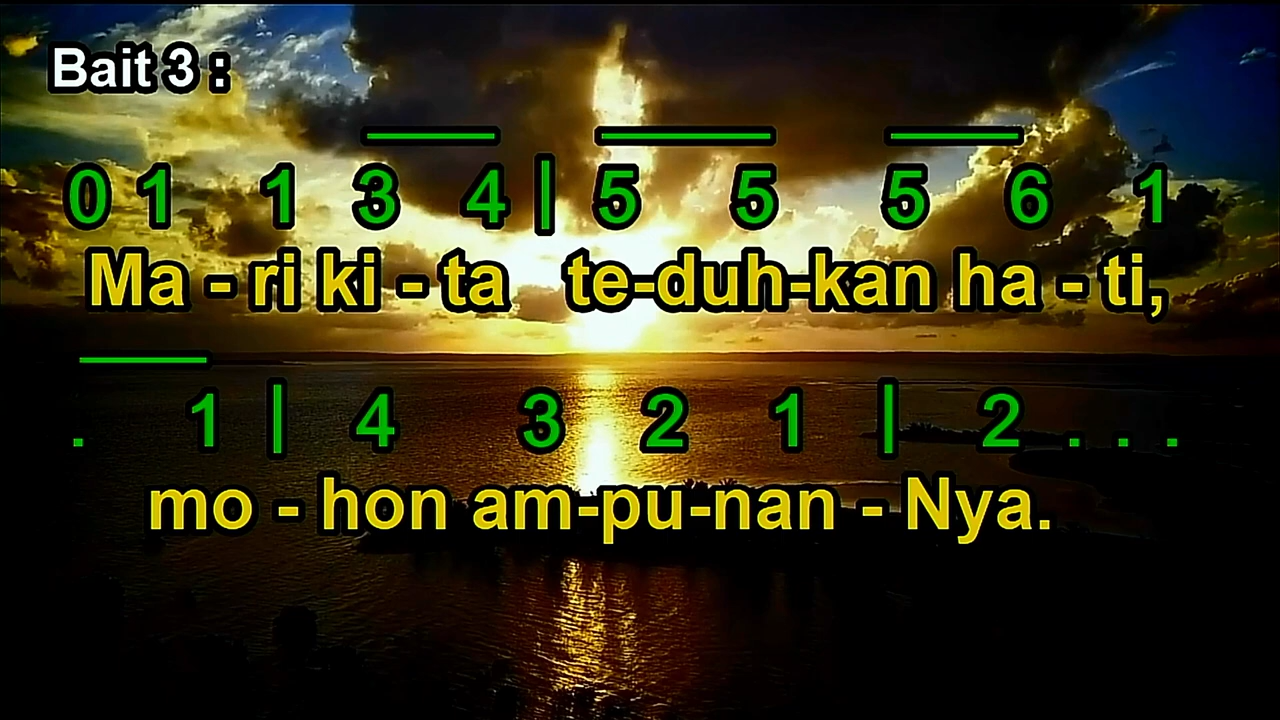 Bait 3 :
0 1 1 3 4 | 5 5 5 6 1
Ma - ri ki - ta te-duh-kan ha - ti,
. 1 | 4 3 2 1 | 2 . . .
mo - hon am-pu-nan - Nya.